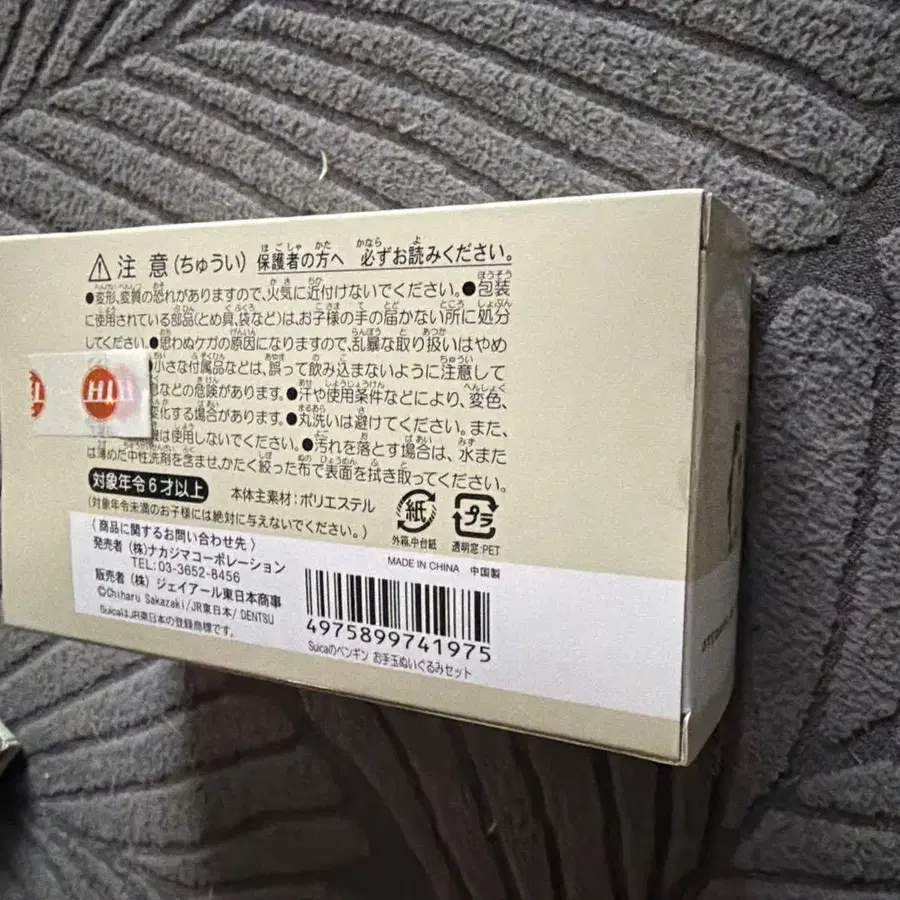 ⚠注 意(ちゅうい) 保護者の方へ 必ずお読みください。
●変形、変質の恐れがありますので、火気に近付けないでください。●包装
に使用されている部品(とめ具、袋など)は、お子様の手の届かない所に処分
してください。●思わぬケガの原因になりますので、乱暴な取り扱いはやめ
●小さな付属品などは、誤って飲み込まないように注意して
などの危険があります。●汗や使用条件などにより、変色、
変化する場合があります。●丸洗いは避けてください。また、
は使用しないでください。●汚れを落とす場合は、水また
は薄めた中性洗剤を含ませ、かたく絞った布で表面を拭き取ってください。
対象年令6才以上 本体主素材:ポリエステル
(対象年令未満のお子様には絶対に与えないでください。)
紙 プラ
外箱,中台紙 透明窓:PET
MADE IN CHINA 中国製
〈 商品に関するお問い合わせ先 〉
発売者 (株)ナカジマコーポレーション
TEL:03-3652-8456
販売者 (株) ジェイアール東日本商事
©Chiharu Sakazaki/JR東日本/ DENTSU
SuicaはJR東日本の登録商標です。
4975899741975
Suicaのペンギン お手玉ぬいぐるみセット